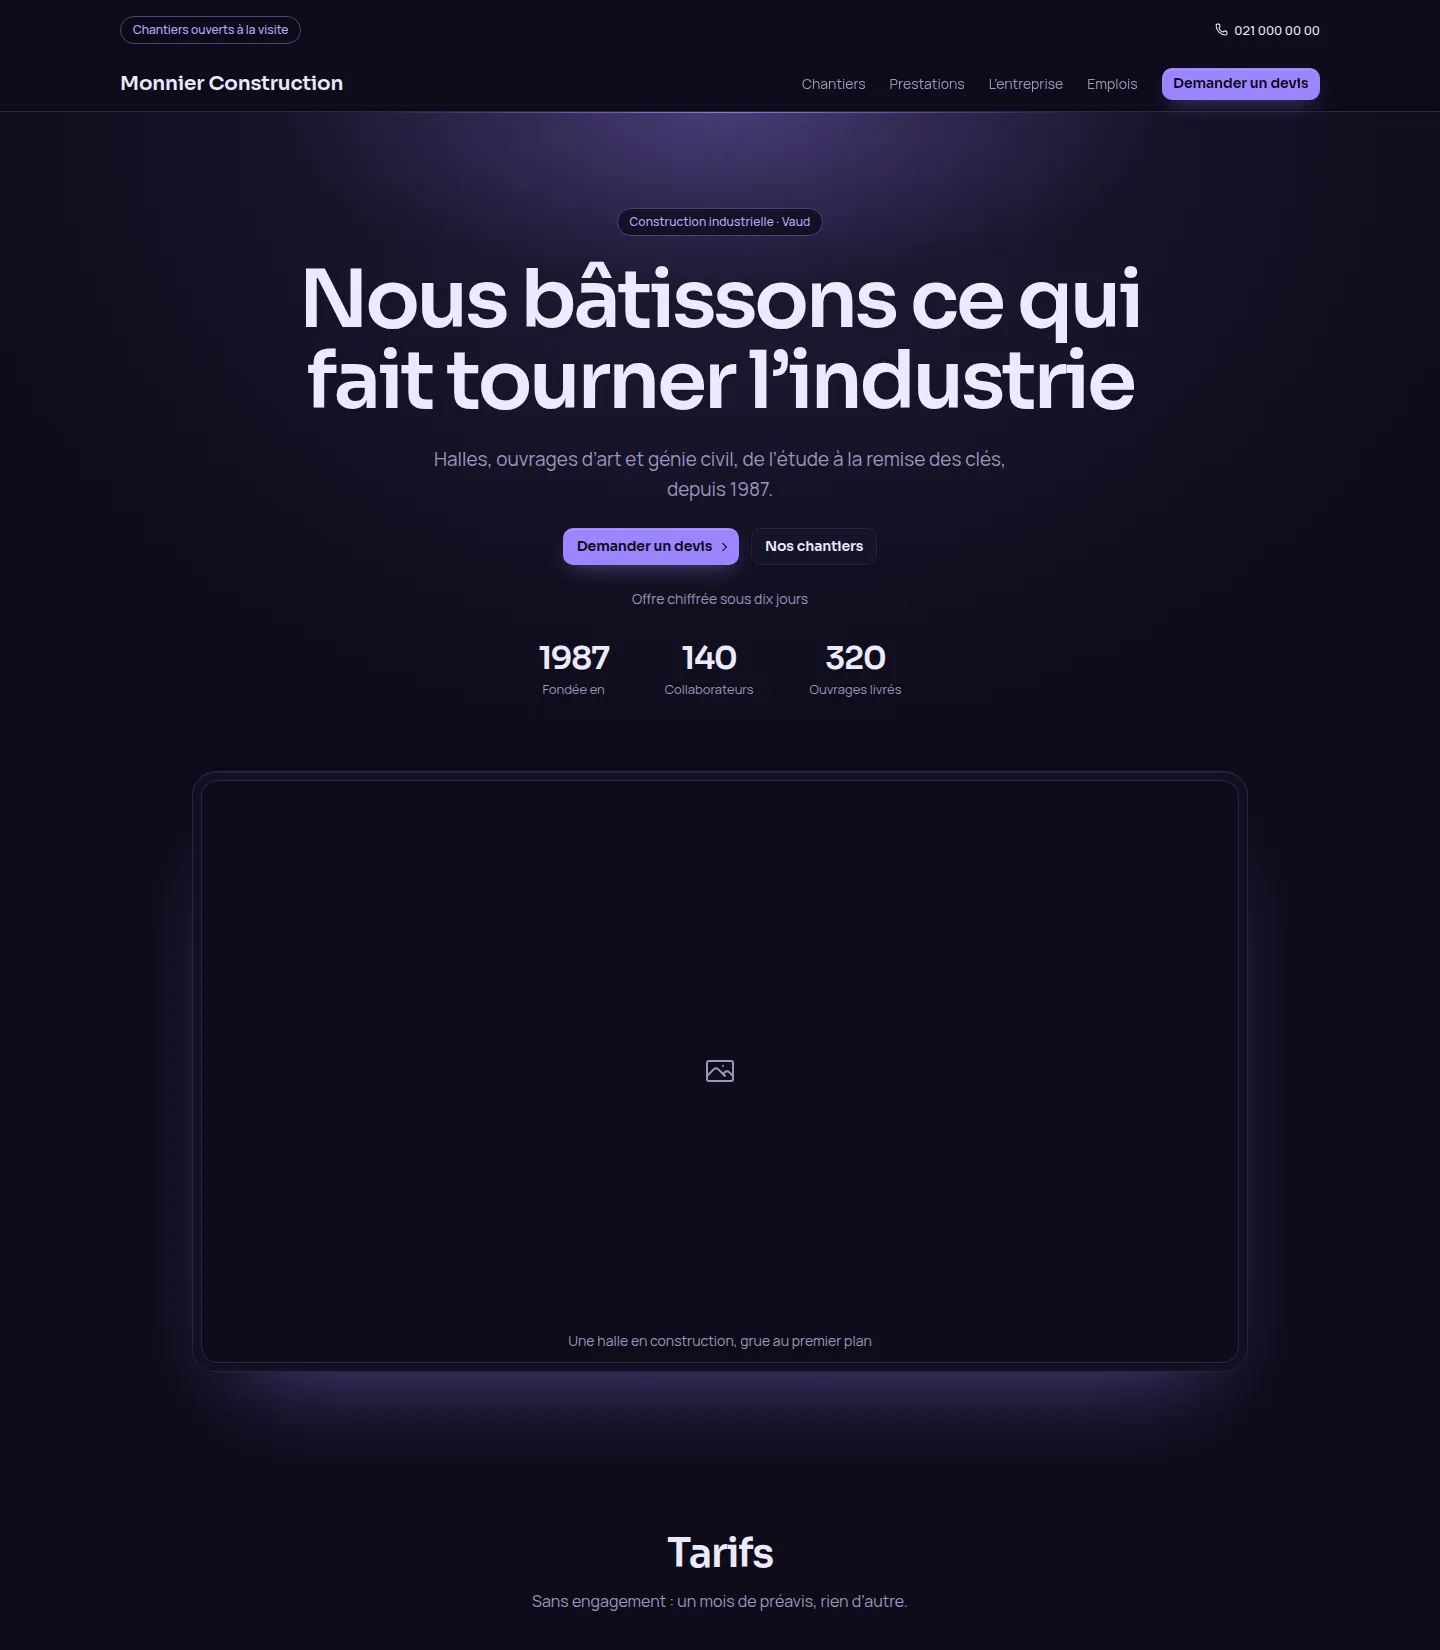 Chantiers ouverts à la visite
021 000 00 00
Monnier Construction
Chantiers
Prestations
L’entreprise
Emplois
Demander un devis
Construction industrielle · Vaud
Nous bâtissons ce qui
fait tourner l’industrie
Halles, ouvrages d’art et génie civil, de l’étude à la remise des clés,
depuis 1987.
Demander un devis
Nos chantiers
Offre chiffrée sous dix jours
1987
Fondée en
140
Collaborateurs
320
Ouvrages livrés
Une halle en construction, grue au premier plan
Tarifs
Sans engagement : un mois de préavis, rien d’autre.